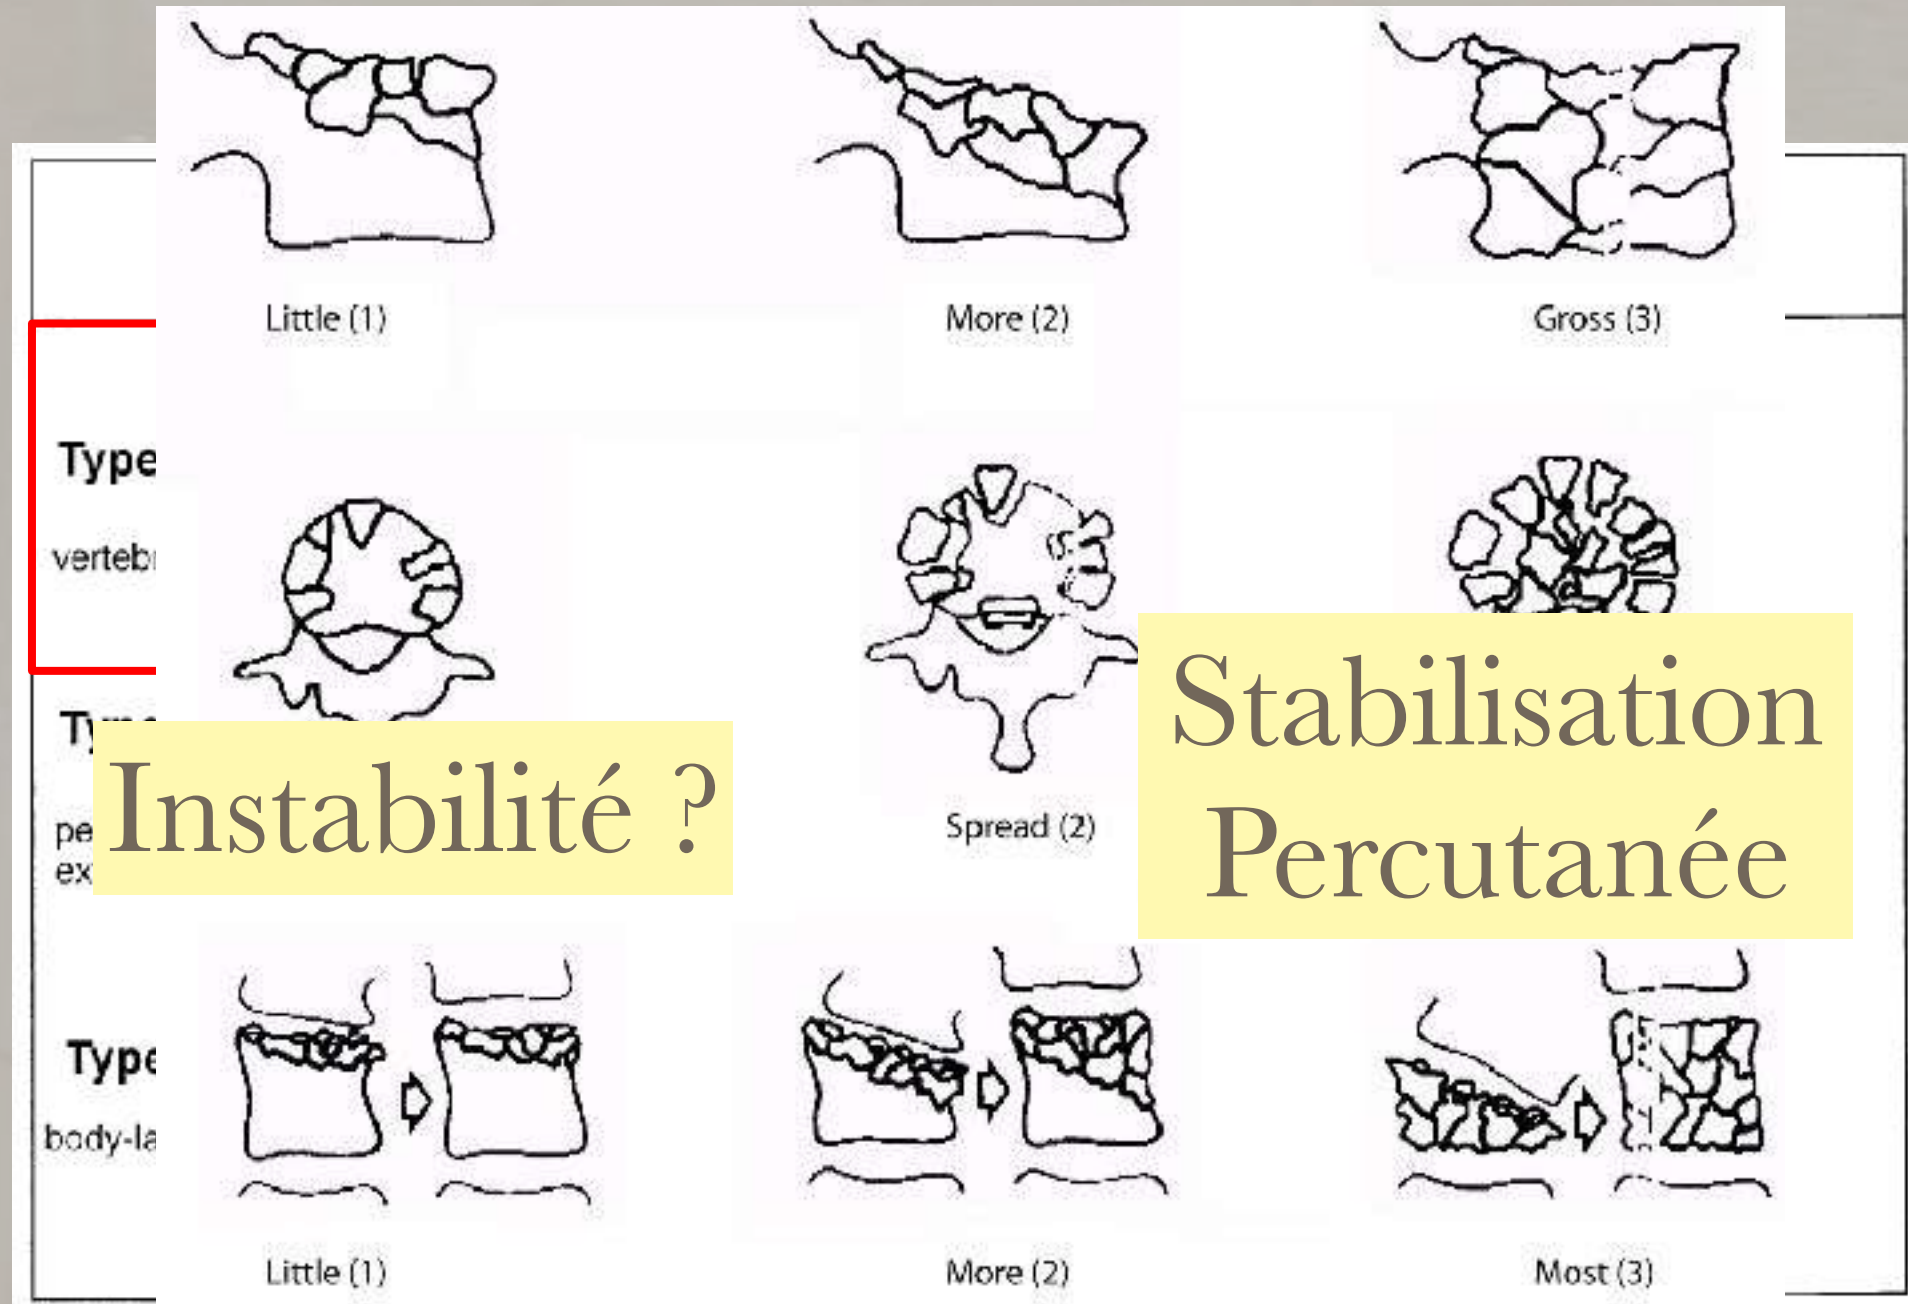 Little (1)
More (2)
Gross (3)
Type
verteb
Instabilité ?
Stabilisation
Percutanée
pe
ex
Spread (2)
Type
body-la
Little (1)
More (2)
Most (3)